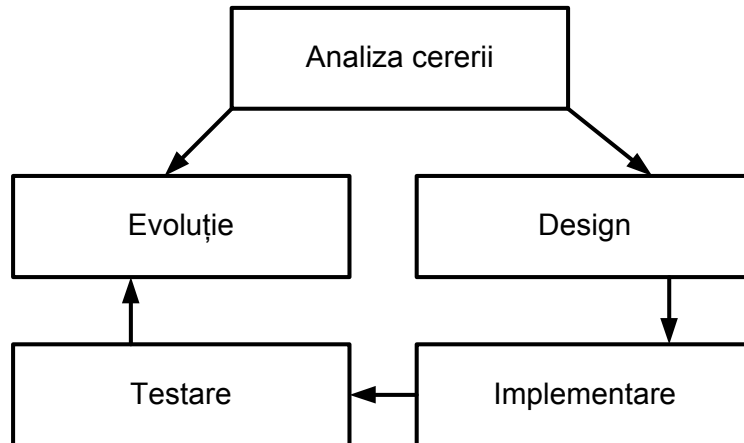 Analiza cererii
Evoluție
Design
Testare
Implementare